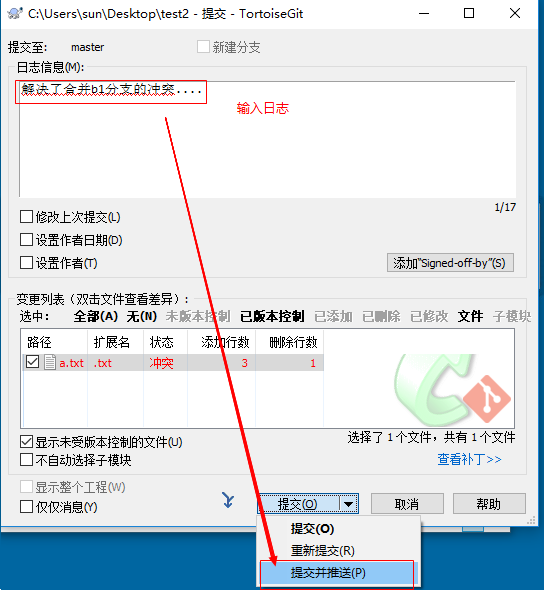 C:\Users\sun\Desktop\test2 - 提交 - TortoiseGit
提交至: master 新建分支
日志信息(M):
解决了合并b1分支的冲突....
输入日志
1/17
修改上次提交(L)
设置作者日期(D)
设置作者(T) 添加"Signed-off-by"(S)
变更列表（双击文件查看差异）:
选中: 全部(A) 无(N) 未版本控制 已版本控制 已添加 已删除 已修改 文件 子模块
路径 扩展名 状态 添加行数 删除行数
a.txt .txt 冲突 3 1
显示未受版本控制的文件(U) 选择了 1 个文件，共有 1 个文件
不自动选择子模块 查看补丁>>
显示整个工程(W)
仅仅消息(Y) 提交(O) 取消 帮助
提交(O)
重新提交(R)
提交并推送(P)